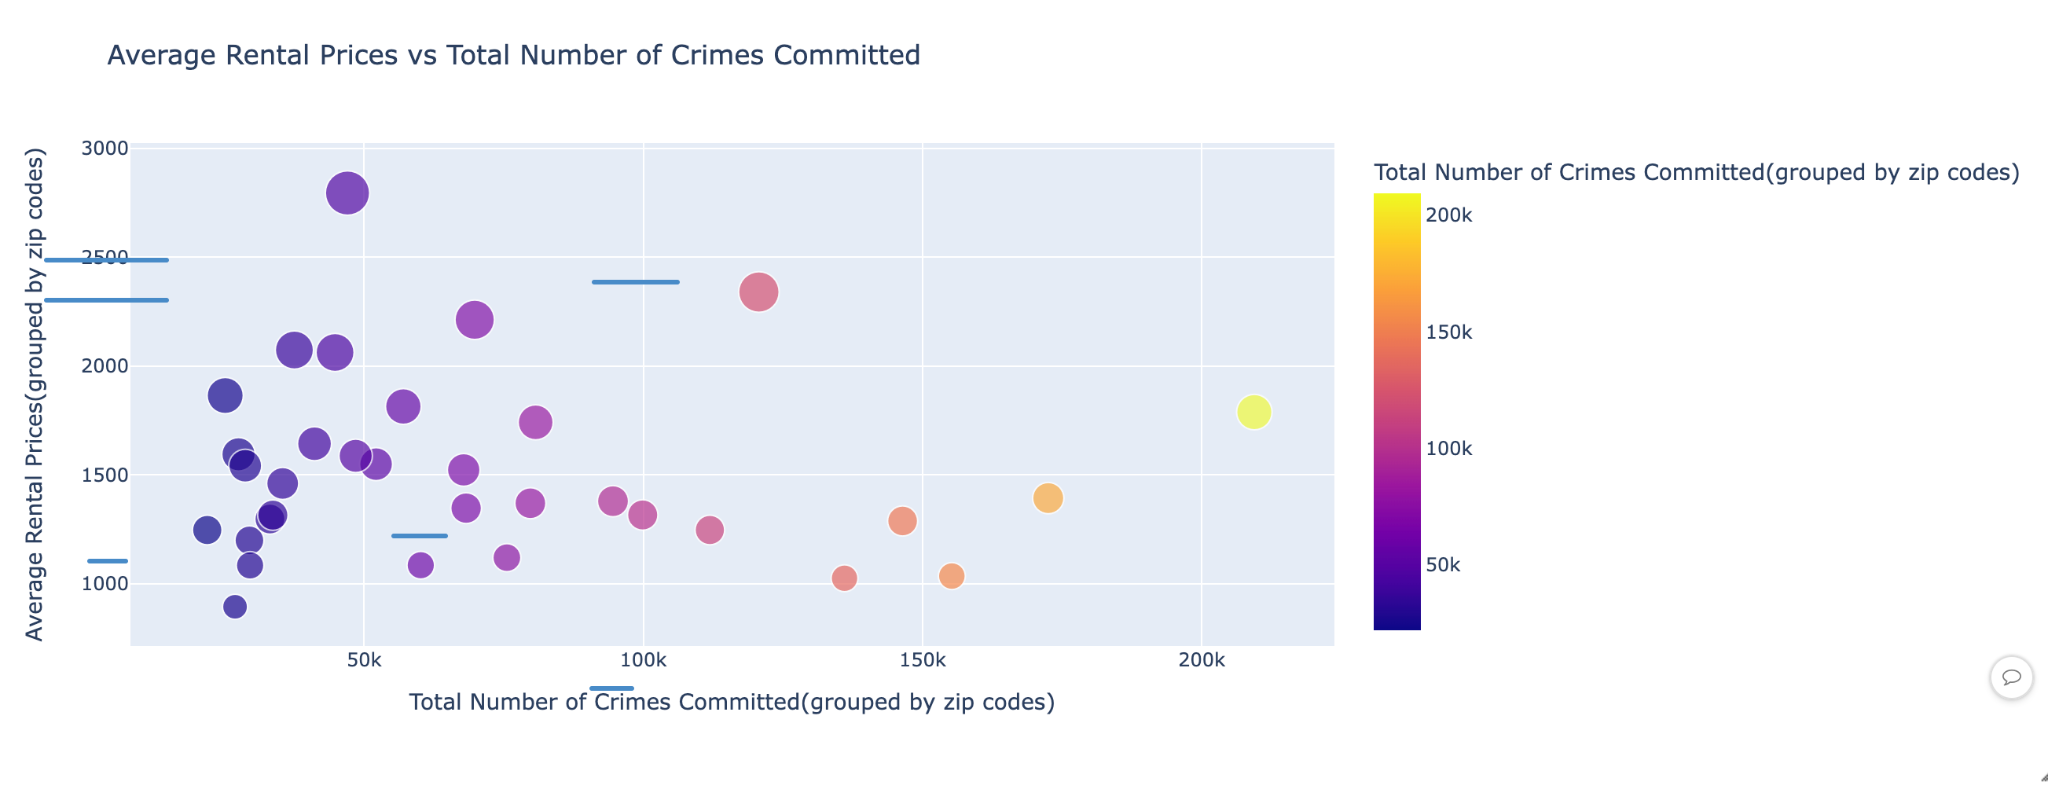 Average Rental Prices vs Total Number of Crimes Committed
Average Rental Prices(grouped by zip codes)
3000
2500
2000
1500
1000
50k
100k
150k
200k
Total Number of Crimes Committed(grouped by zip codes)
Total Number of Crimes Committed(grouped by zip codes)
200k
150k
100k
50k